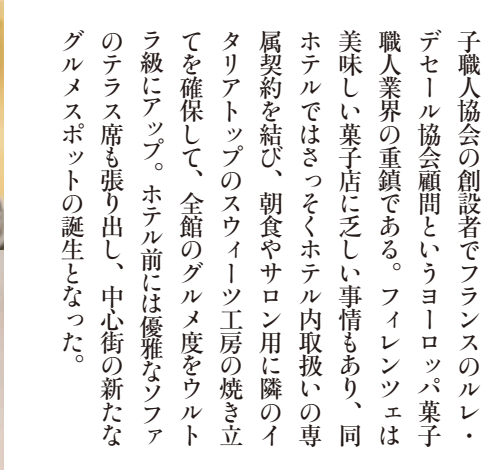 子職人協会の創設者でフランスのルレ・
デセール協会顧問というヨーロッパ菓子
職人業界の重鎮である。フィレンツェは
美味しい菓子店に乏しい事情もあり、同
ホテルではさっそくホテル内取扱いの専
属契約を結び、朝食やサロン用に隣のイ
タリアトップのスウィーツ工房の焼き立
てを確保して、全館のグルメ度をウルト
ラ級にアップ。ホテル前には優雅なソファ
のテラス席も張り出し、中心街の新たな
グルメスポットの誕生となった。